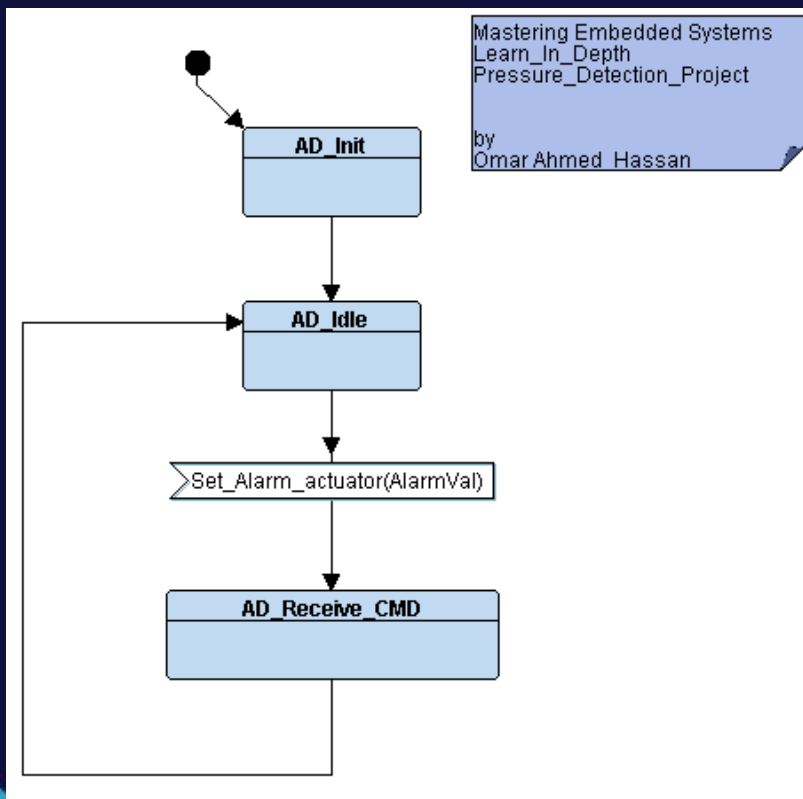 Mastering Embedded Systems
Learn_In_Depth
Pressure_Detection_Project
by
Omar Ahmed Hassan
AD_Init
AD_Idle
Set_Alarm_actuator(AlarmVal)
AD_Receive_CMD